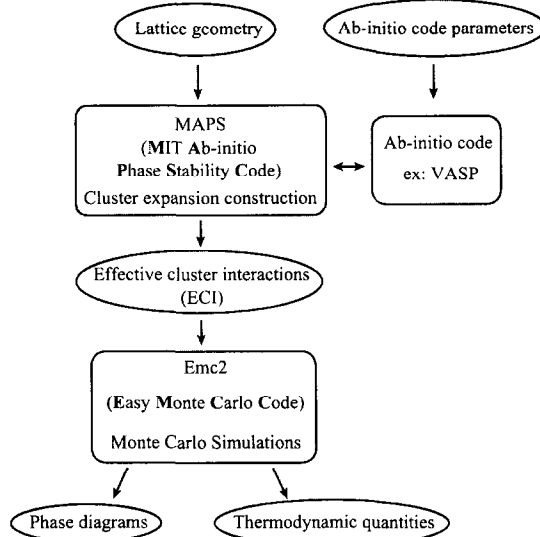 Lattice geometry
Ab-initio code parameters
MAPS
(MIT Ab-initio
Phase Stability Code)
Cluster expansion construction
Ab-initio code
ex: VASP
Effective cluster interactions
(ECI)
Emc2
(Easy Monte Carlo Code)
Monte Carlo Simulations
Phase diagrams
Thermodynamic quantities